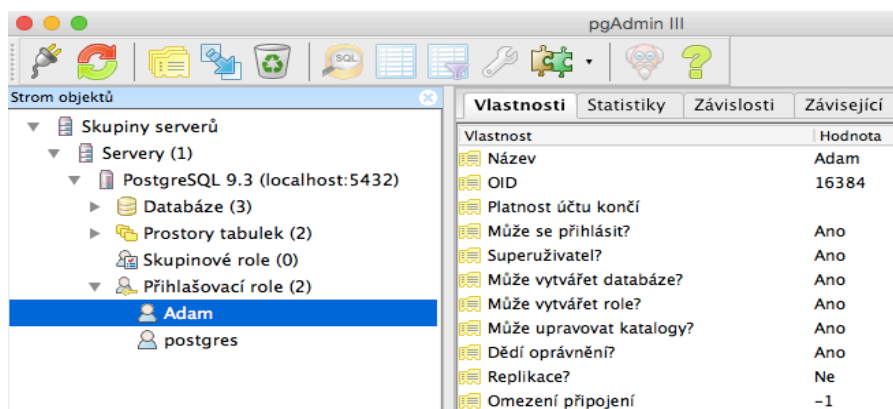 pgAdmin III
SQL
Strom objektů
Skupiny serverů
Servery (1)
PostgreSQL 9.3 (localhost:5432)
Databáze (3)
Prostory tabulek (2)
Skupinové role (0)
Přihlašovací role (2)
Adam
postgres
Vlastnosti Statistiky Závislosti Závisející
Vlastnost Hodnota
Název Adam
OID 16384
Platnost účtu končí
Může se přihlásit? Ano
Superuživatel? Ano
Může vytvářet databáze? Ano
Může vytvářet role? Ano
Může upravovat katalogy? Ano
Dědí oprávnění? Ano
Replikace? Ne
Omezení připojení -1